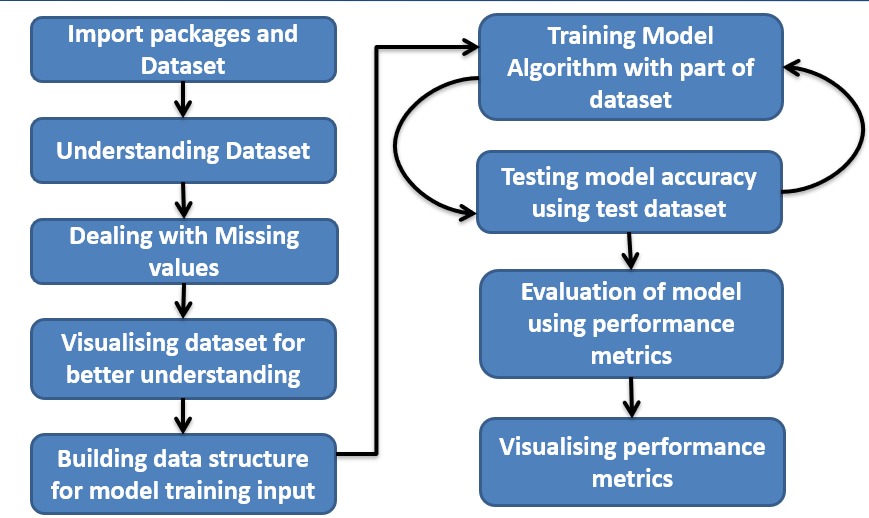 Import packages and
Dataset
Understanding Dataset
Dealing with Missing
values
Visualising dataset for
better understanding
Building data structure
for model training input
Training Model
Algorithm with part of
dataset
Testing model accuracy
using test dataset
Evaluation of model
using performance
metrics
Visualising performance
metrics